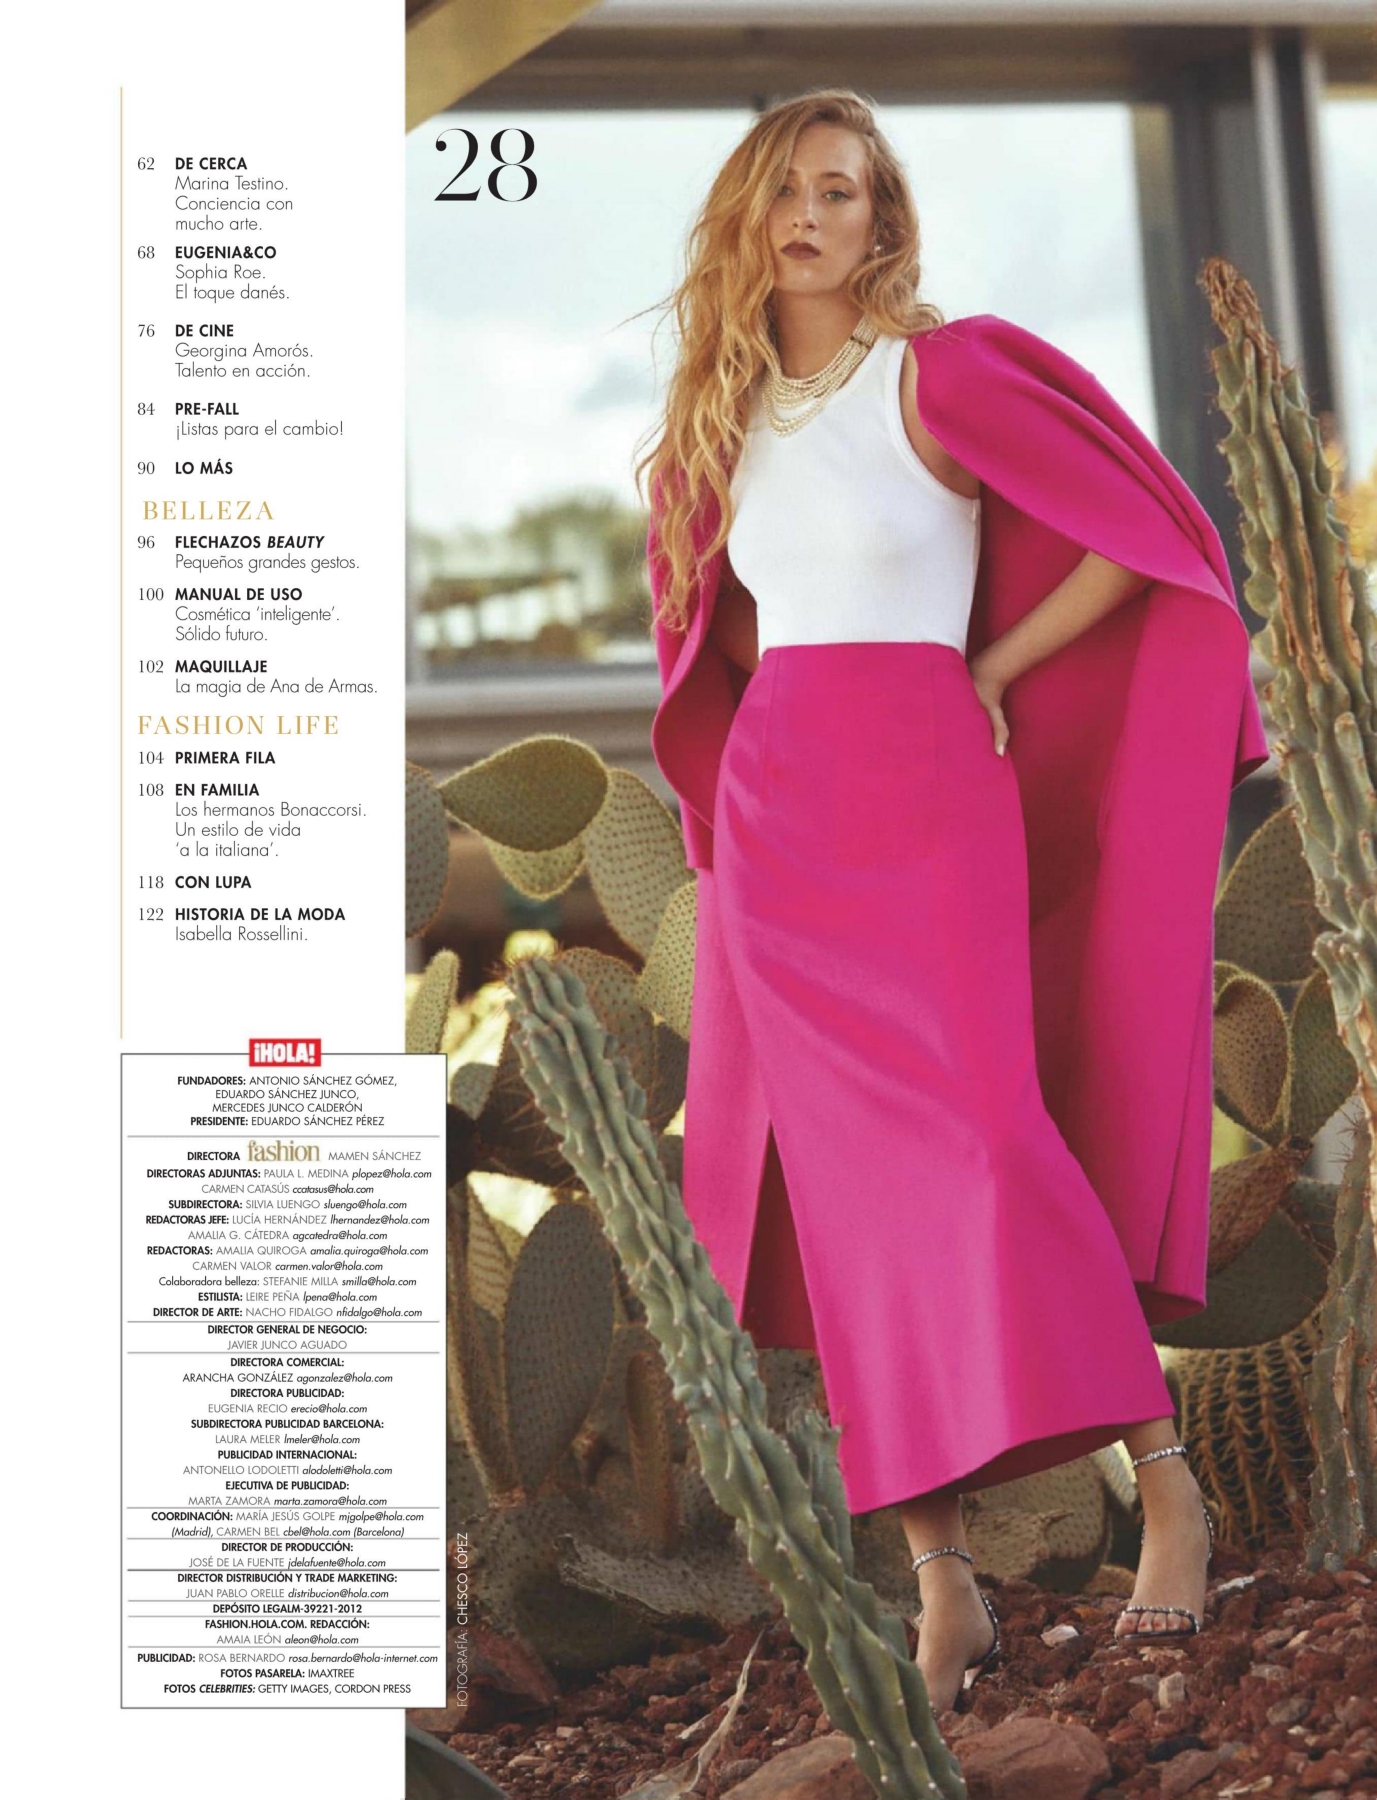 62 DE CERCA
Marina Testino.
Conciencia con
mucho arte.
68 EUGENIA&CO
Sophia Roe.
El toque danés.
76 DE CINE
Georgina Amorós.
Talento en acción.
84 PRE-FALL
¡Listas para el cambio!
90 LO MÁS
BELLEZA
96 FLECHAZOS BEAUTY
Pequeños grandes gestos.
100 MANUAL DE USO
Cosmética ‘inteligente’.
Sólido futuro.
102 MAQUILLAJE
La magia de Ana de Armas.
FASHION LIFE
104 PRIMERA FILA
108 EN FAMILIA
Los hermanos Bonaccorsi.
Un estilo de vida
‘a la italiana’.
118 CON LUPA
122 HISTORIA DE LA MODA
Isabella Rossellini.
28
¡HOLA!
FUNDADORES: ANTONIO SÁNCHEZ GÓMEZ,
EDUARDO SÁNCHEZ JUNCO,
MERCEDES JUNCO CALDERÓN
PRESIDENTE: EDUARDO SÁNCHEZ PÉREZ
DIRECTORA fashion MAMEN SÁNCHEZ
DIRECTORAS ADJUNTAS: PAULA L. MEDINA plopez@hola.com
CARMEN CATASÚS ccatasus@hola.com
SUBDIRECTORA: SILVIA LUENGO sluengo@hola.com
REDACTORAS JEFE: LUCÍA HERNÁNDEZ lhernandez@hola.com
AMALIA G. CÁTEDRA agcatedra@hola.com
REDACTORAS: AMALIA QUIROGA amalia.quiroga@hola.com
CARMEN VALOR carmen.valor@hola.com
Colaboradora belleza: STEFANIE MILLA smilla@hola.com
ESTILISTA: LEIRE PEÑA lpena@hola.com
DIRECTOR DE ARTE: NACHO FIDALGO nfidalgo@hola.com
DIRECTOR GENERAL DE NEGOCIO:
JAVIER JUNCO AGUADO
DIRECTORA COMERCIAL:
ARANCHA GONZÁLEZ agonzalez@hola.com
DIRECTORA PUBLICIDAD:
EUGENIA RECIO erecio@hola.com
SUBDIRECTORA PUBLICIDAD BARCELONA:
LAURA MELER lmeler@hola.com
PUBLICIDAD INTERNACIONAL:
ANTONELLO LODOLETTI alodoletti@hola.com
EJECUTIVA DE PUBLICIDAD:
MARTA ZAMORA marta.zamora@hola.com
COORDINACIÓN: MARÍA JESÚS GOLPE mjgolpe@hola.com
(Madrid), CARMEN BEL cbel@hola.com (Barcelona)
DIRECTOR DE PRODUCCIÓN:
JOSÉ DE LA FUENTE jdelafuente@hola.com
DIRECTOR DISTRIBUCIÓN Y TRADE MARKETING:
JUAN PABLO ORELLE distribucion@hola.com
DEPÓSITO LEGALM-39221-2012
FASHION.HOLA.COM. REDACCIÓN:
AMAIA LEÓN aleon@hola.com
PUBLICIDAD: ROSA BERNARDO rosa.bernardo@hola-internet.com
FOTOS PASARELA: IMAXTREE
FOTOS CELEBRITIES: GETTY IMAGES, CORDON PRESS
FOTOGRAFÍA: CHESCO LÓPEZ